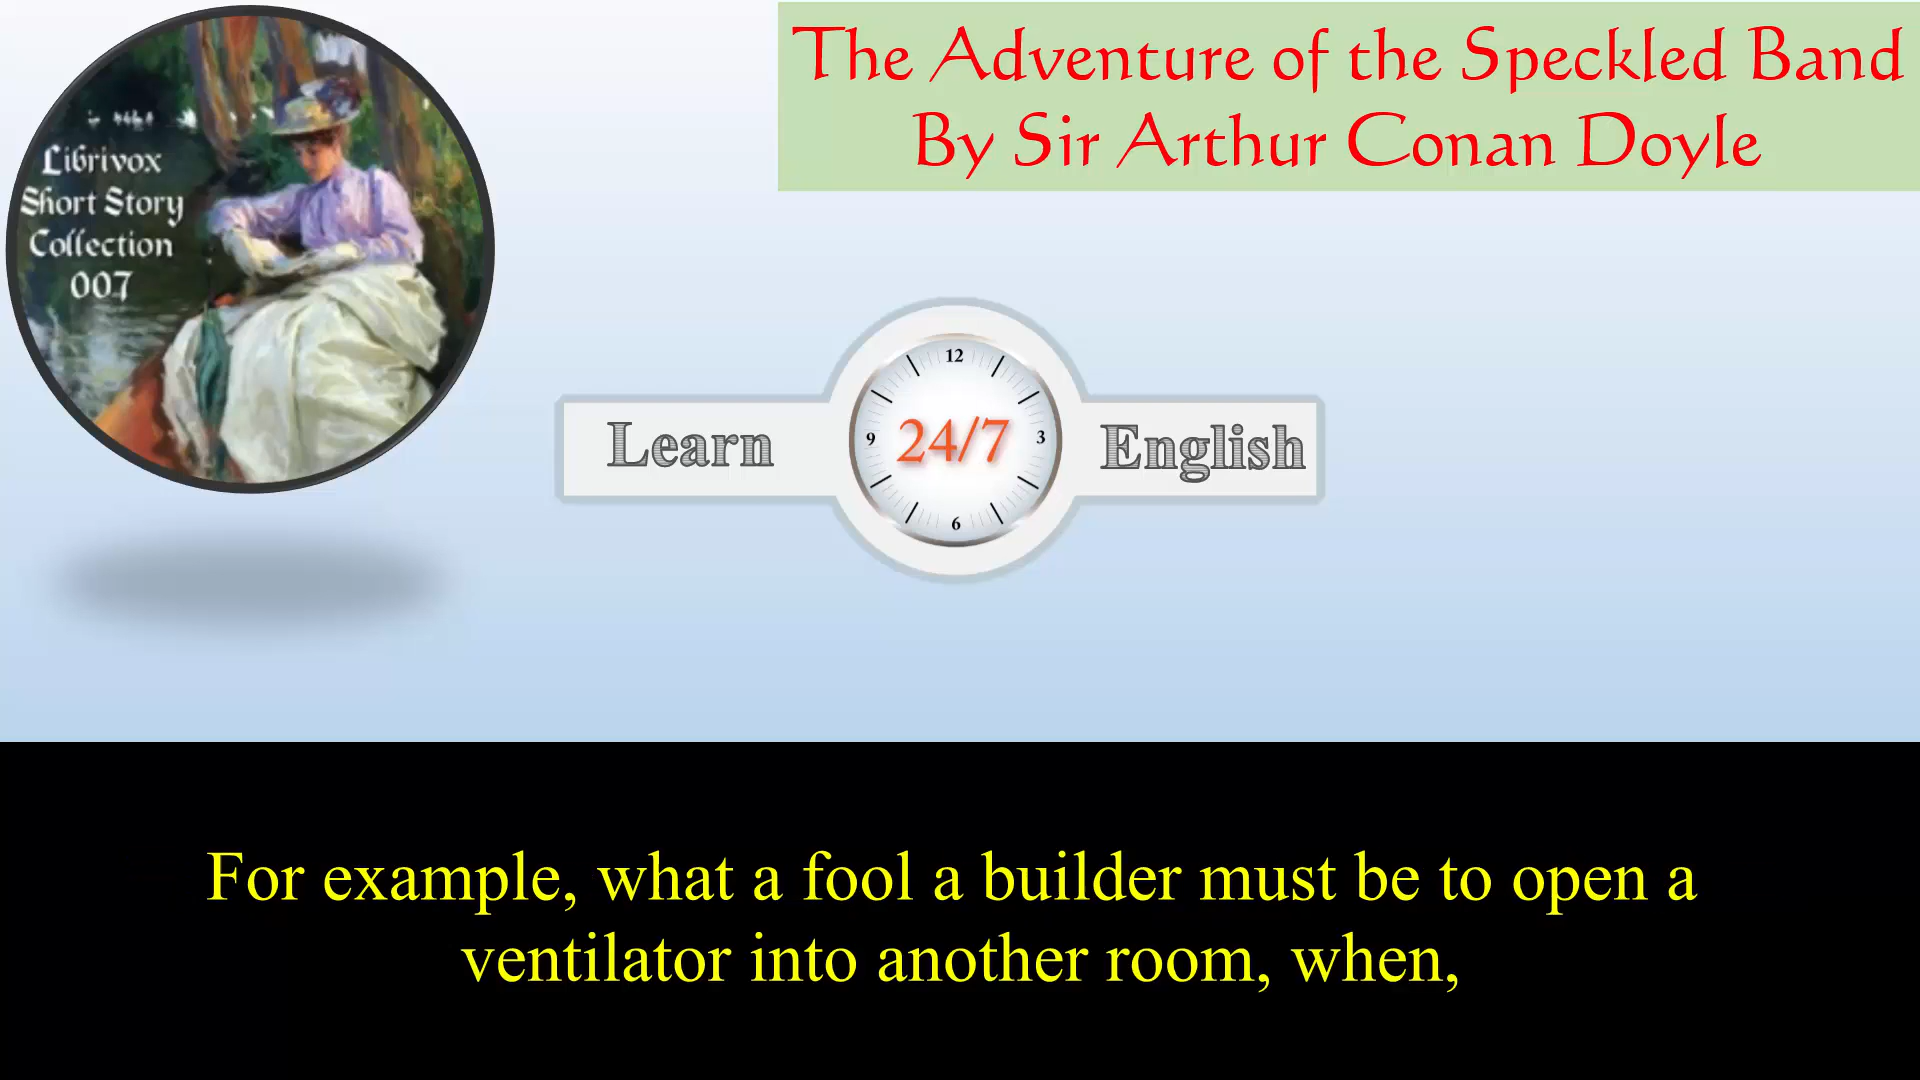 The Adventure of the Speckled Band
By Sir Arthur Conan Doyle
Librivox
Short Story
Collection
007
12
9
3
6
Learn
24/7
English
For example, what a fool a builder must be to open a
ventilator into another room, when,